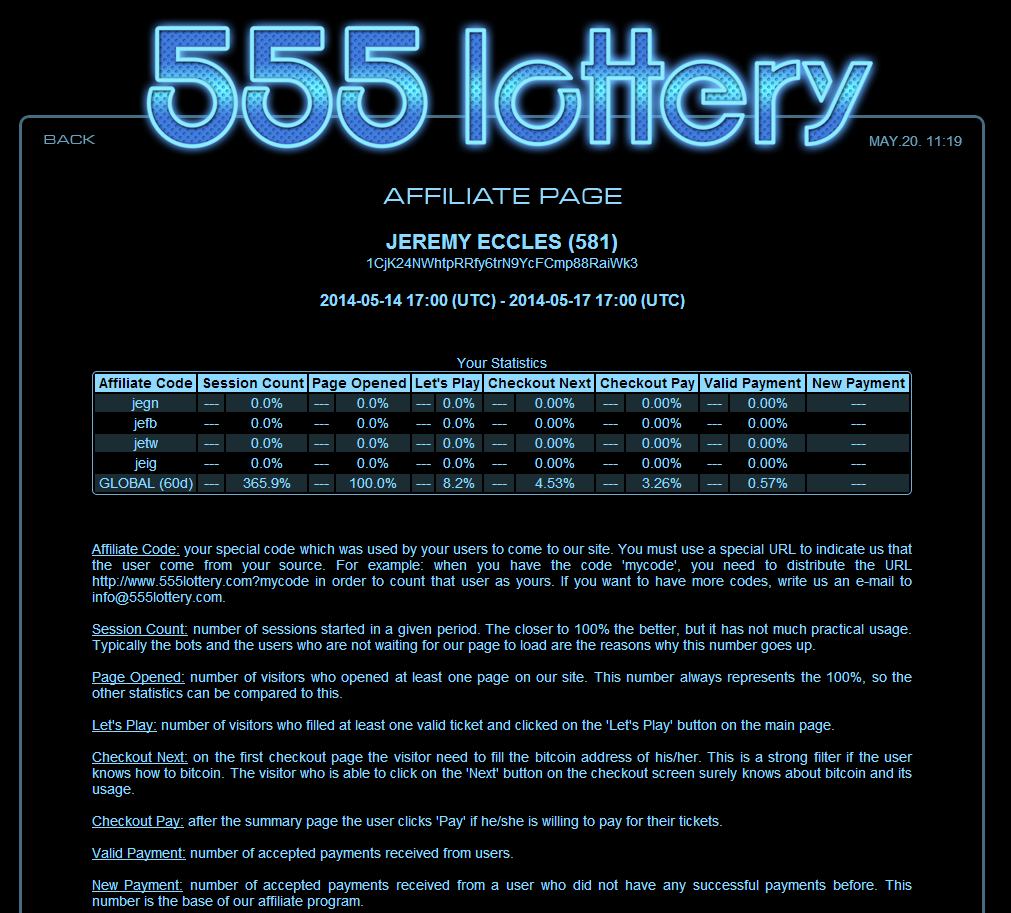 555 lottery
BACK
MAY.20. 11:19
AFFILIATE PAGE
JEREMY ECCLES (581)
1CjK24NWhtpRRfy6trN9YcFCmp88RaiWk3
2014-05-14 17:00 (UTC) - 2014-05-17 17:00 (UTC)
Your Statistics
Affiliate Code Session Count Page Opened Let's Play Checkout Next Checkout Pay Valid Payment New Payment
jegn --- 0.0% --- 0.0% --- 0.0% --- 0.00% --- 0.00% --- 0.00% ---
jefb --- 0.0% --- 0.0% --- 0.0% --- 0.00% --- 0.00% --- 0.00% ---
jetw --- 0.0% --- 0.0% --- 0.0% --- 0.00% --- 0.00% --- 0.00% ---
jeig --- 0.0% --- 0.0% --- 0.0% --- 0.00% --- 0.00% --- 0.00% ---
GLOBAL (60d) --- 365.9% --- 100.0% --- 8.2% --- 4.53% --- 3.26% --- 0.57% ---
Affiliate Code: your special code which was used by your users to come to our site. You must use a special URL to indicate us that
the user come from your source. For example: when you have the code 'mycode', you need to distribute the URL
http://www.555lottery.com?mycode in order to count that user as yours. If you want to have more codes, write us an e-mail to
info@555lottery.com.
Session Count: number of sessions started in a given period. The closer to 100% the better, but it has not much practical usage.
Typically the bots and the users who are not waiting for our page to load are the reasons why this number goes up.
Page Opened: number of visitors who opened at least one page on our site. This number always represents the 100%, so the
other statistics can be compared to this.
Let's Play: number of visitors who filled at least one valid ticket and clicked on the 'Let's Play' button on the main page.
Checkout Next: on the first checkout page the visitor need to fill the bitcoin address of his/her. This is a strong filter if the user
knows how to bitcoin. The visitor who is able to click on the 'Next' button on the checkout screen surely knows about bitcoin and its
usage.
Checkout Pay: after the summary page the user clicks 'Pay' if he/she is willing to pay for their tickets.
Valid Payment: number of accepted payments received from users.
New Payment: number of accepted payments received from a user who did not have any successful payments before. This
number is the base of our affiliate program.